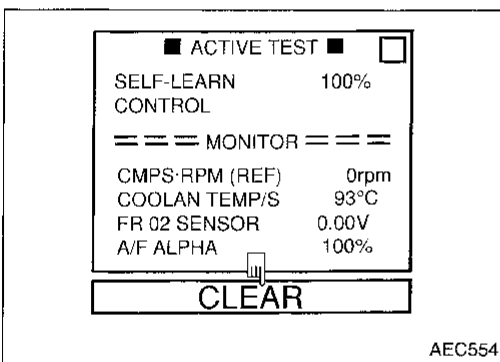 ■ ACTIVE TEST ■
SELF-LEARN 100%
CONTROL
=== MONITOR ===
CMPS·RPM (REF) 0rpm
COOLAN TEMP/S 93°C
FR 02 SENSOR 0.00V
A/F ALPHA 100%
CLEAR
AEC554